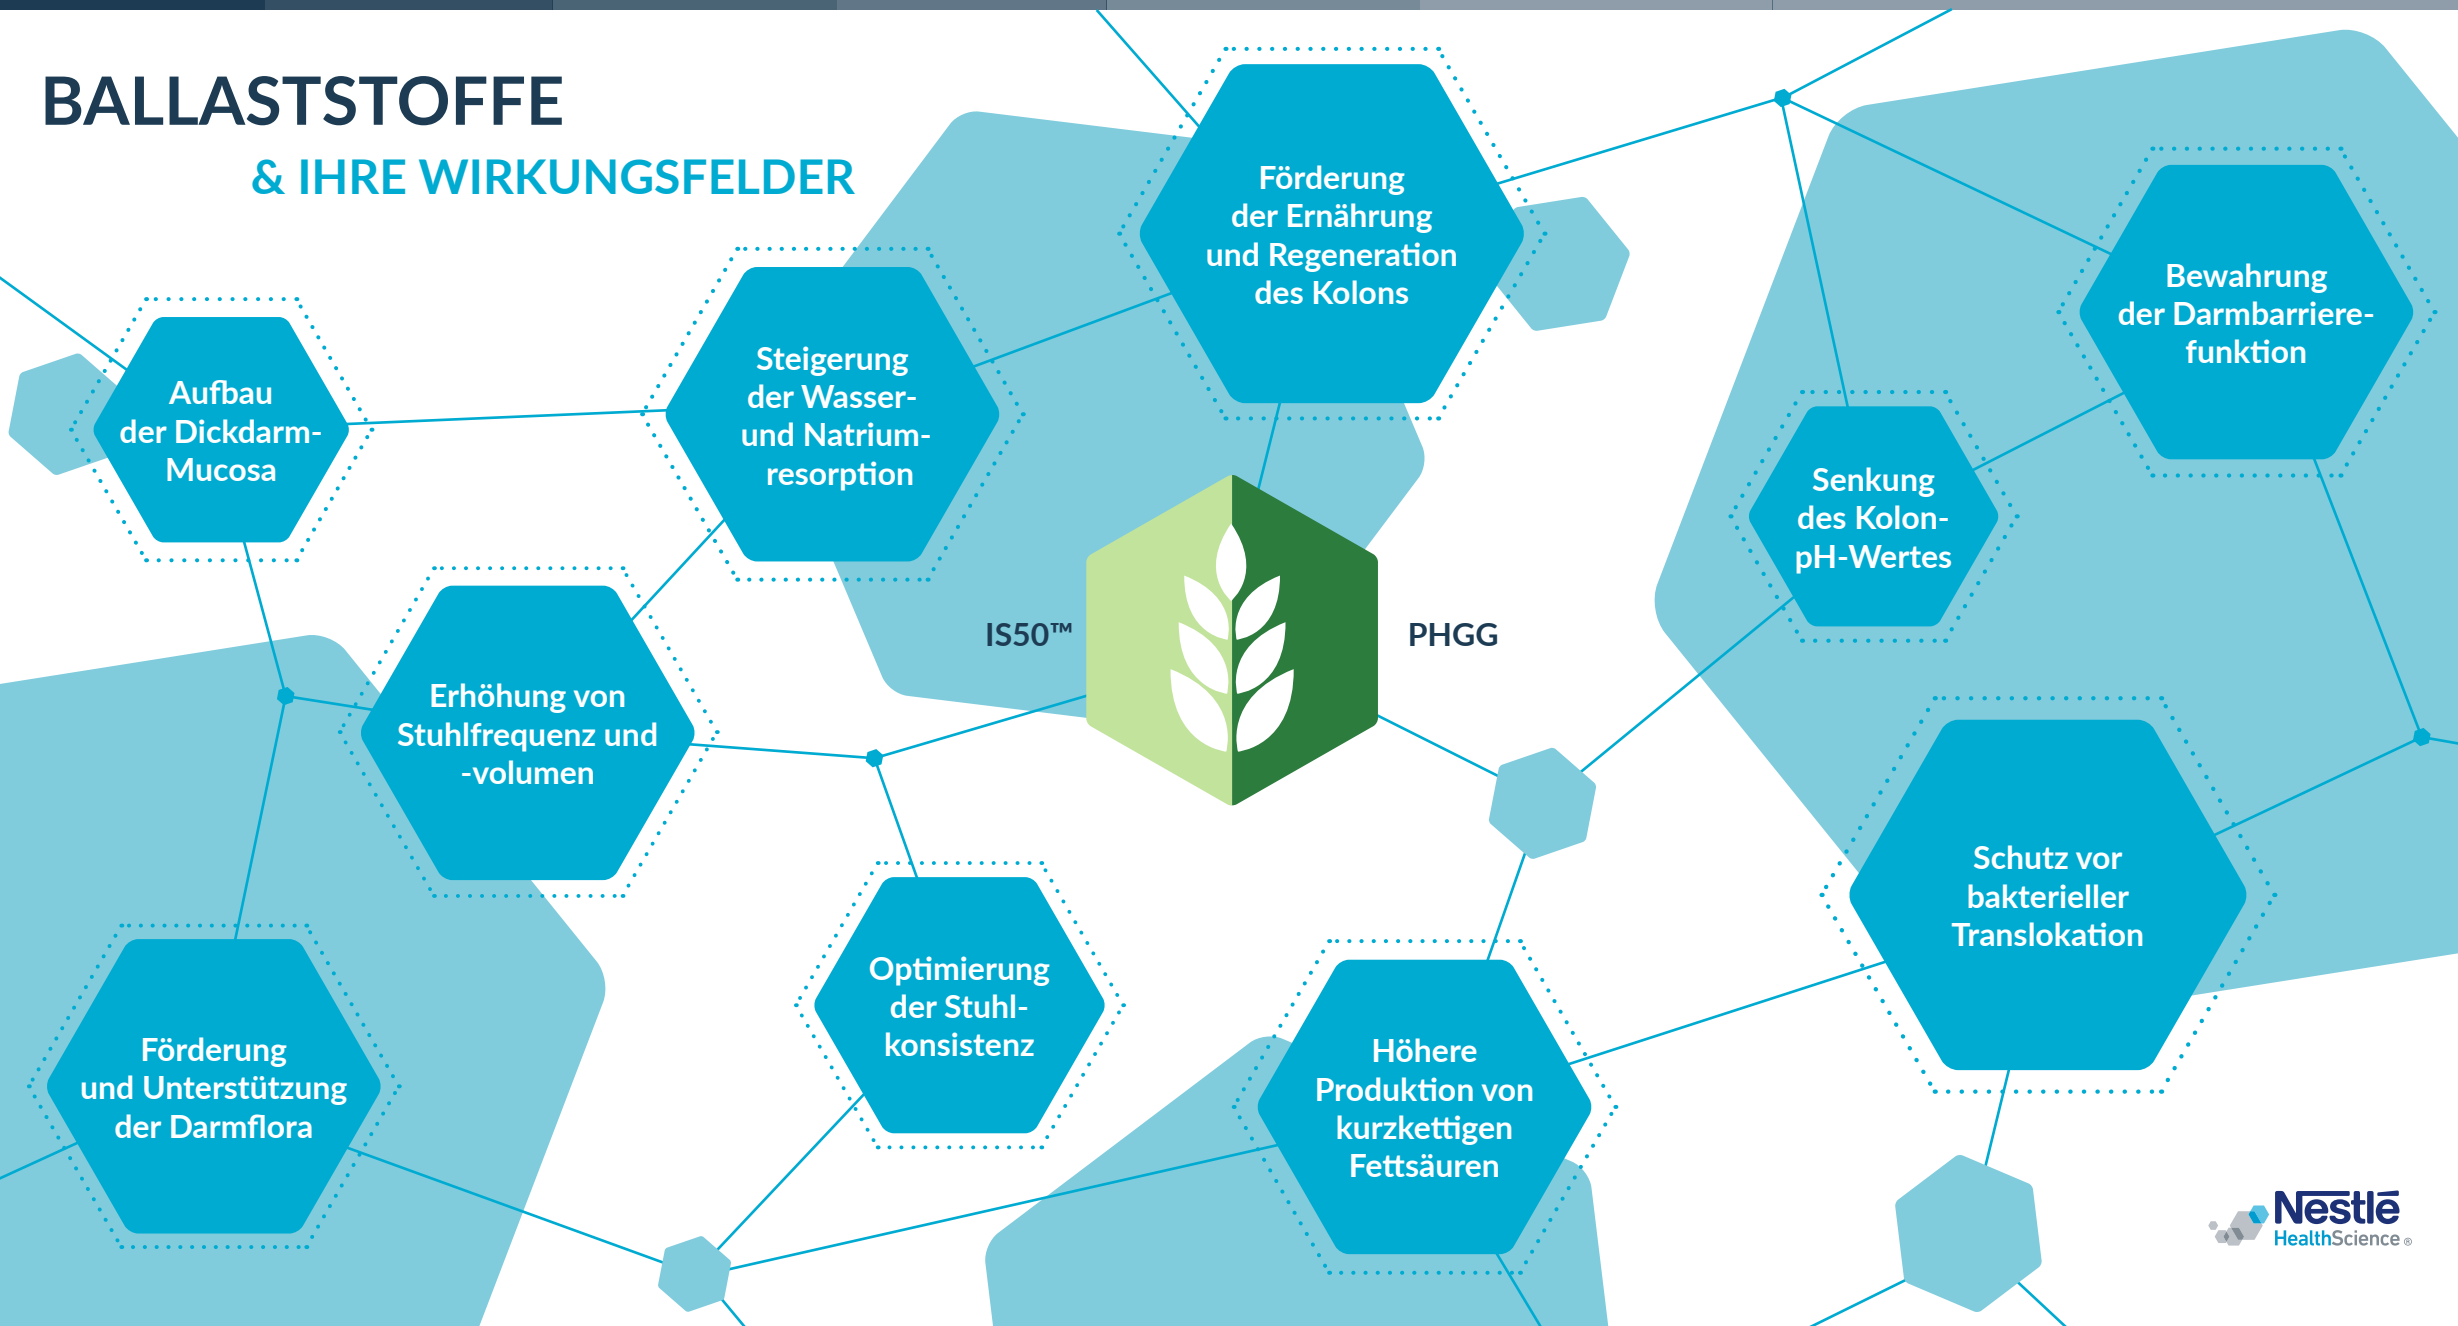 BALLASTSTOFFE
& IHRE WIRKUNGSFELDER
Förderung
der Ernährung
und Regeneration
des Kolons
Bewahrung
der Darmbarriere-
funktion
Steigerung
der Wasser-
und Natrium-
resorption
Aufbau
der Dickdarm-
Mucosa
Senkung
des Kolon-
pH-Wertes
IS50™
PHGG
Erhöhung von
Stuhlfrequenz und
-volumen
Schutz vor
bakterieller
Translokation
Optimierung
der Stuhl-
konsistenz
Förderung
und Unterstützung
der Darmflora
Höhere
Produktion von
kurzkettigen
Fettsäuren
Nestlé
HealthScience ®